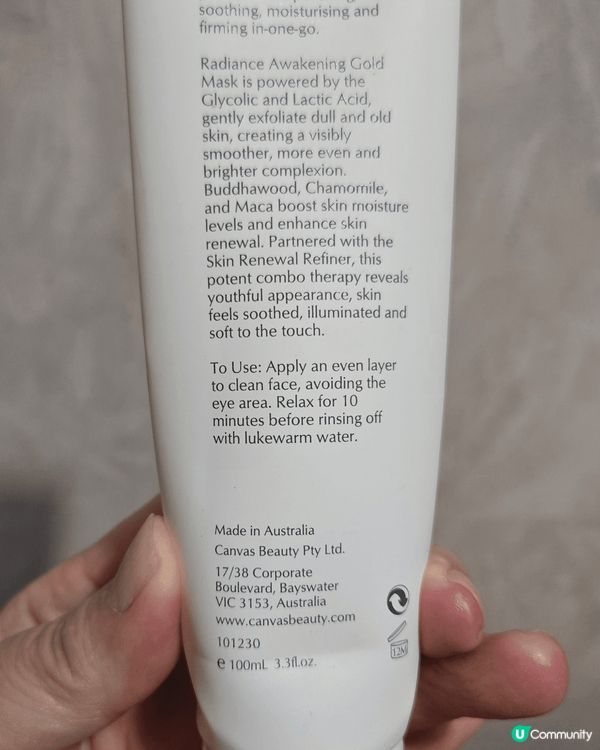 soothing, moisturising and
firming in-one-go.
Radiance Awakening Gold
Mask is powered by the
Glycolic and Lactic Acid,
gently exfoliate dull and old
skin, creating a visibly
smoother, more even and
brighter complexion.
Buddhawood, Chamomile,
and Maca boost skin moisture
levels and enhance skin
renewal. Partnered with the
Skin Renewal Refiner, this
potent combo therapy reveals
youthful appearance, skin
feels soothed, illuminated and
soft to the touch.
To Use: Apply an even layer
to clean face, avoiding the
eye area. Relax for 10
minutes before rinsing off
with lukewarm water.
Made in Australia
Canvas Beauty Pty Ltd.
17/38 Corporate
Boulevard, Bayswater
VIC 3153, Australia
www.canvasbeauty.com
101230
℮ 100mL 3.3fl.oz.
12M
U Community